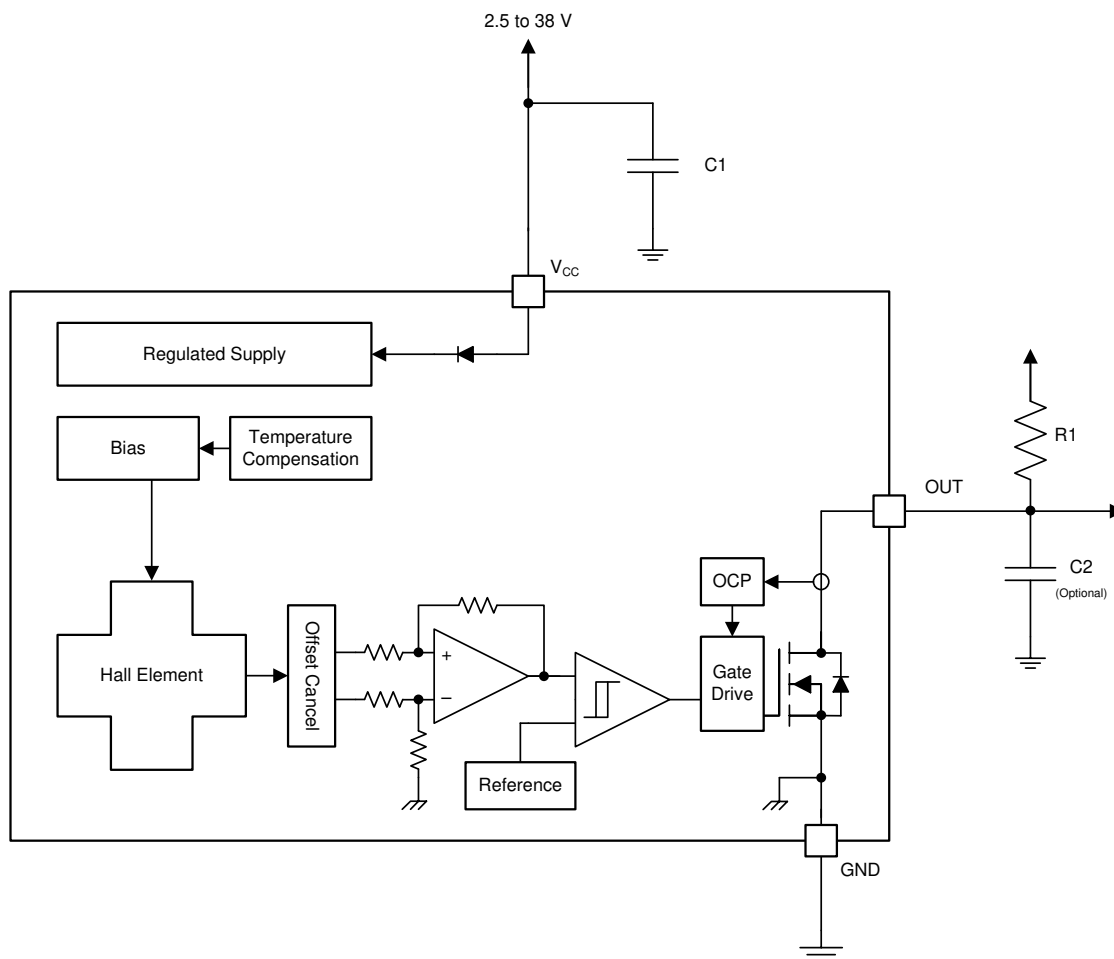 2.5 to 38 V
C1
VCC
Regulated Supply
Bias
Temperature
Compensation
R1
OUT
C2
(Optional)
OCP
Hall Element
Offset Cancel
+
−
Gate
Drive
Reference
GND